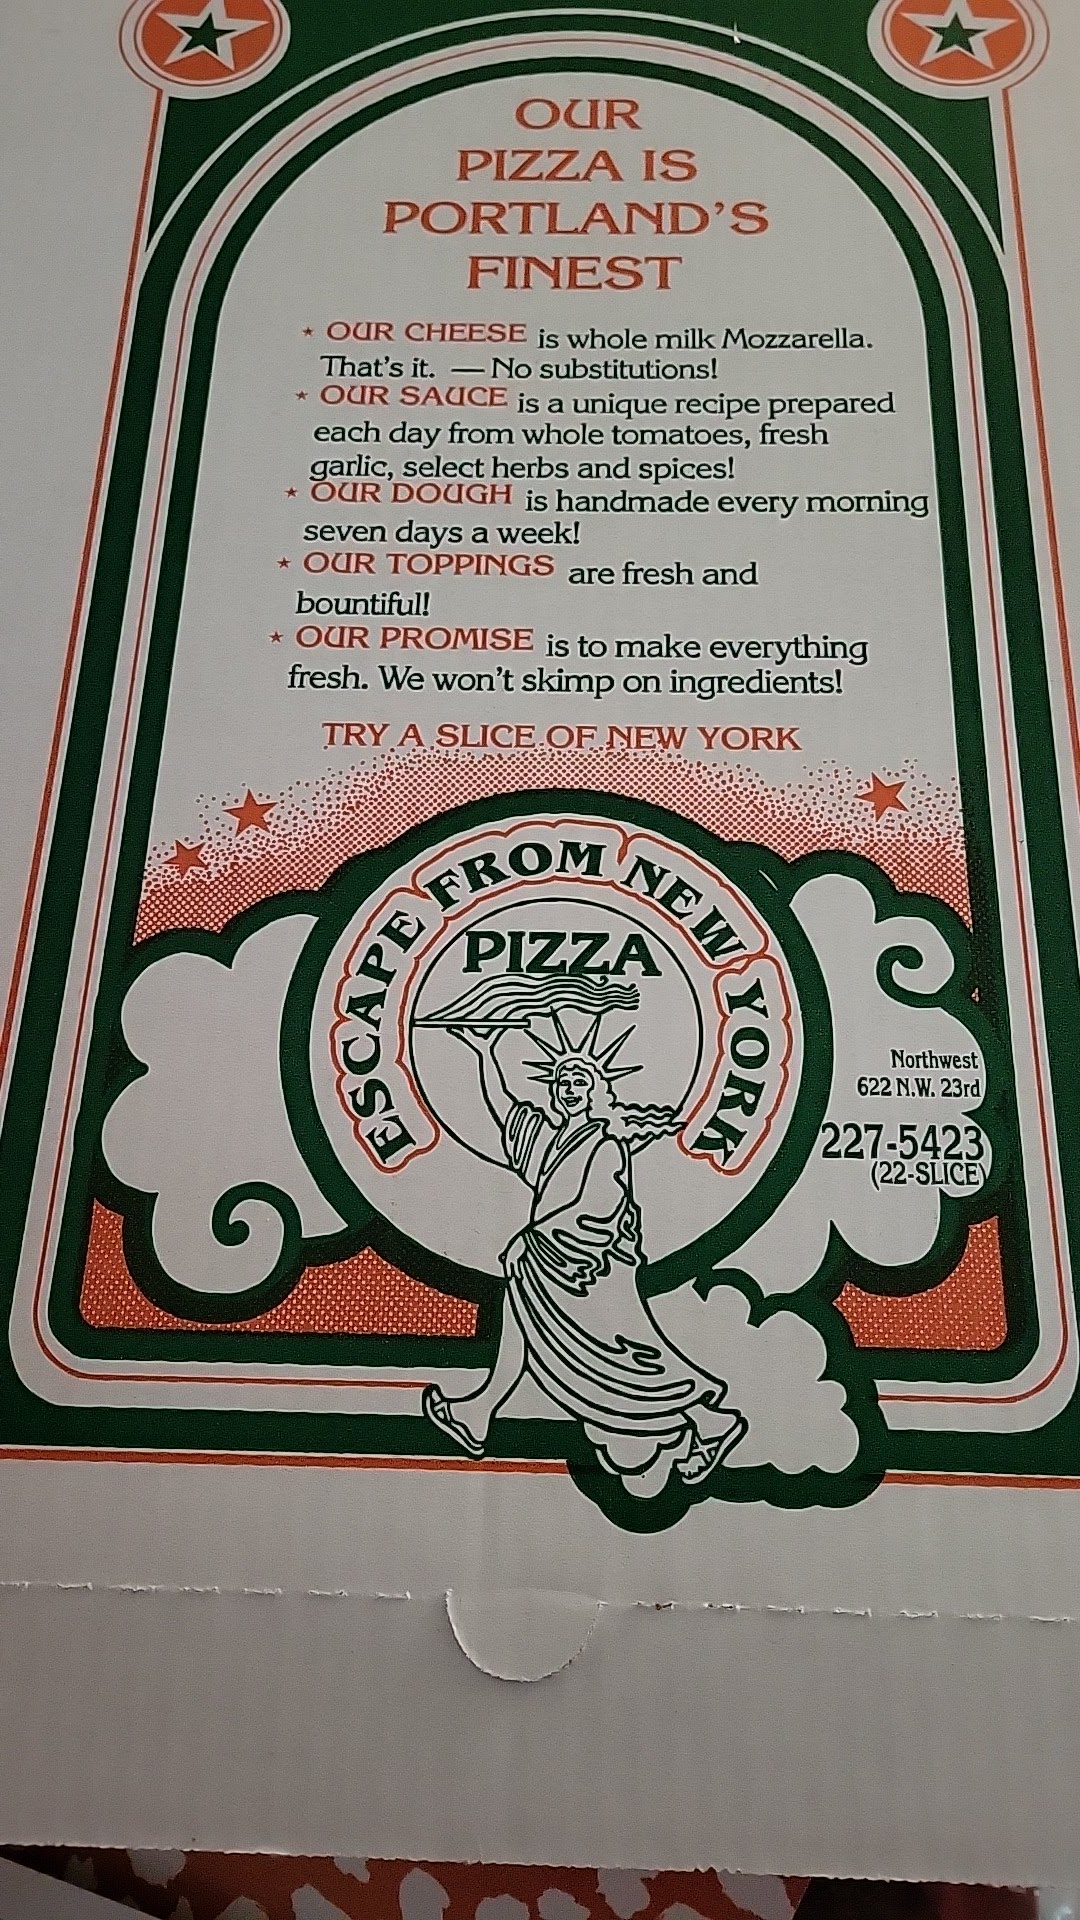 OUR
PIZZA IS
PORTLAND'S
FINEST
* OUR CHEESE is whole milk Mozzarella.
That's it. — No substitutions!
* OUR SAUCE is a unique recipe prepared
each day from whole tomatoes, fresh
garlic, select herbs and spices!
* OUR DOUGH is handmade every morning
seven days a week!
* OUR TOPPINGS are fresh and
bountiful!
* OUR PROMISE is to make everything
fresh. We won't skimp on ingredients!
TRY A SLICE OF NEW YORK
ESCAPE FROM NEW YORK
PIZZA
Northwest
622 N.W. 23rd
227-5423
(22-SLICE)